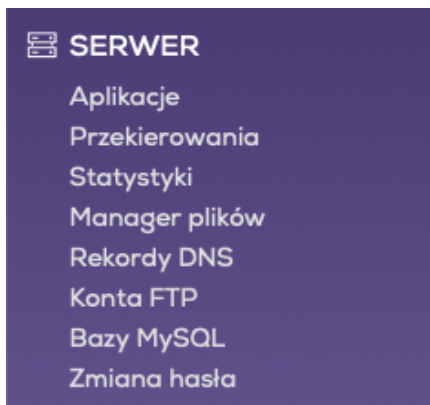 SERWER
Aplikacje
Przekierowania
Statystyki
Manager plików
Rekordy DNS
Konta FTP
Bazy MySQL
Zmiana hasła